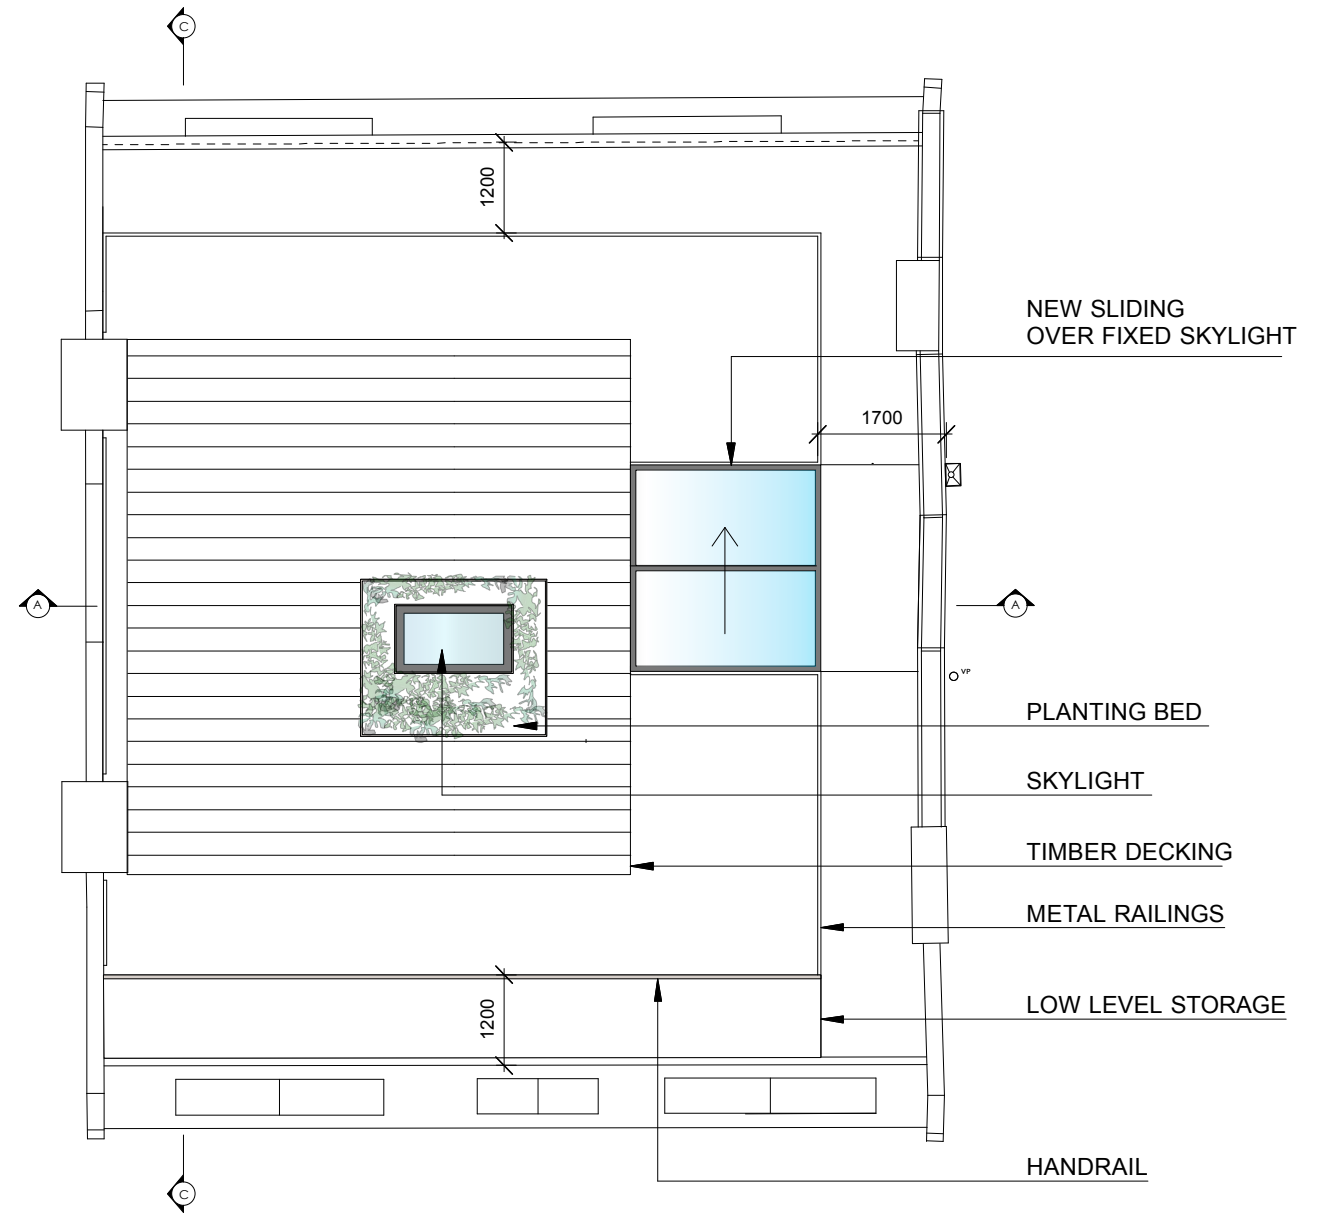 C
1200
NEW SLIDING
OVER FIXED SKYLIGHT
1700
A
A
VP
PLANTING BED
SKYLIGHT
TIMBER DECKING
METAL RAILINGS
LOW LEVEL STORAGE
1200
HANDRAIL
C